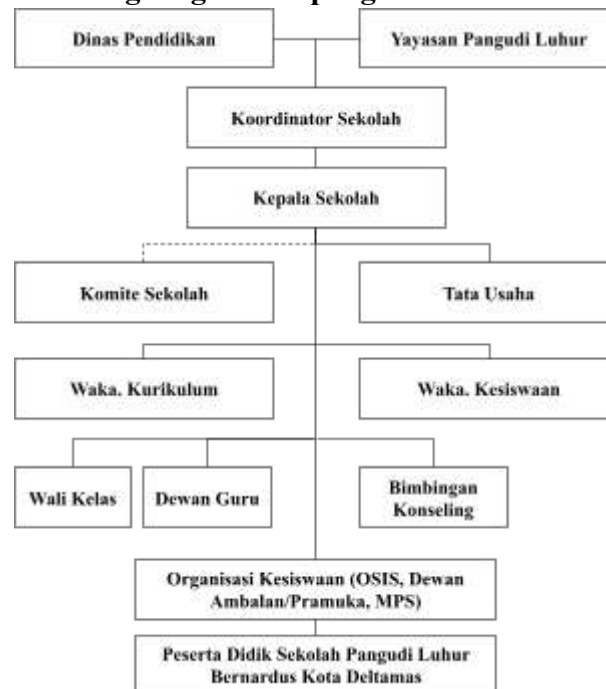 Dinas Pendidikan
Yayasan Pangudi Luhur
Koordinator Sekolah
Kepala Sekolah
Komite Sekolah
Tata Usaha
Waka. Kurikulum
Waka. Kesiswaan
Wali Kelas
Dewan Guru
Bimbingan
Konseling
Organisasi Kesiswaan (OSIS, Dewan
Ambalan/Pramuka, MPS)
Peserta Didik Sekolah Pangudi Luhur
Bernardus Kota Deltamas